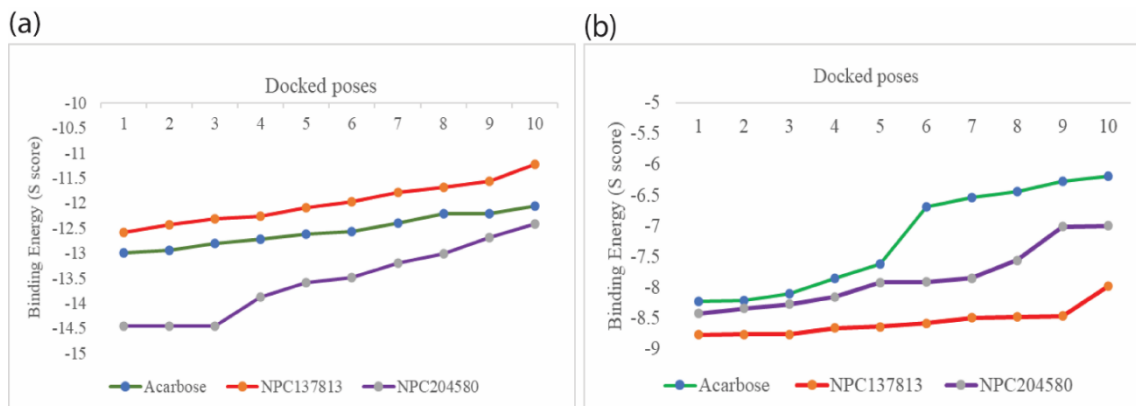 (a)
Docked poses
Binding Energy (S score)
-10
-10.5
-11
-11.5
-12
-12.5
-13
-13.5
-14
-14.5
-15
1 2 3 4 5 6 7 8 9 10
Acarbose NPC137813 NPC204580
(b)
Docked poses
Binding Energy (S score)
-5
-5.5
-6
-6.5
-7
-7.5
-8
-8.5
-9
1 2 3 4 5 6 7 8 9 10
Acarbose NPC137813 NPC204580